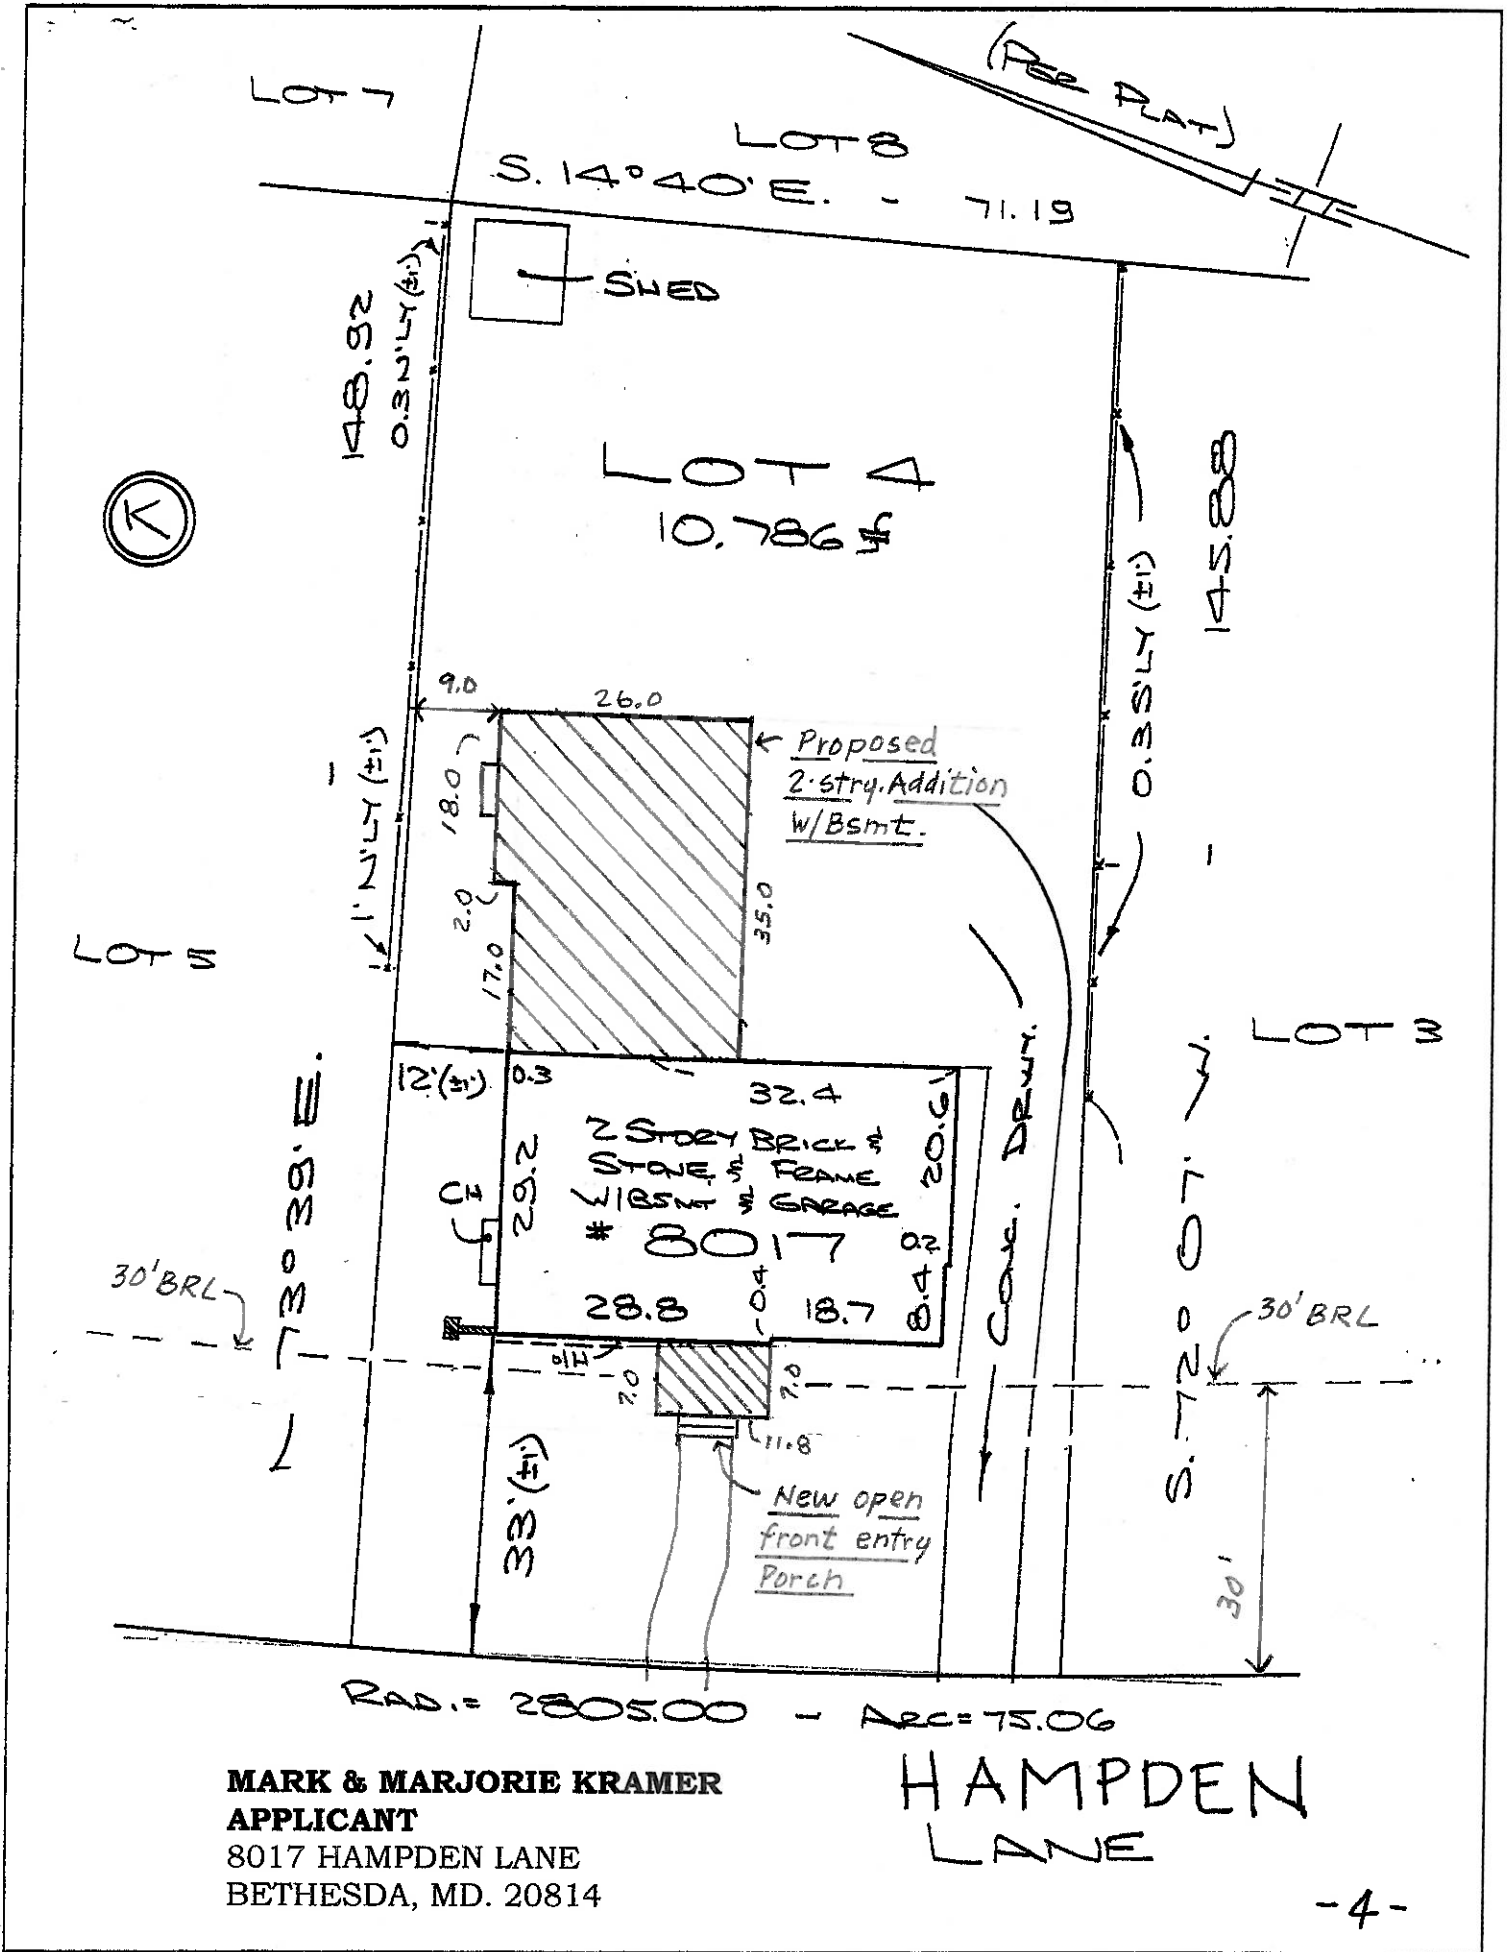 (PER PLAT)
LOT 7
LOT 8
S. 14° 40' E. - 71.19
SHED
148.92
0.3 N'LY (±1')
K
LOT 4
10.786 #
145.88
0.3 S'LY (±1')
9.0
26.0
18.0
Proposed
2-stry. Addition
W/Bsmt.
1' N'LY (±1')
2.0
17.0
35.0
LOT 5
LOT 3
12' (±1')
0.3
32.4
20.6
29.2
2 STORY BRICK &
STONE & FRAME
W/BSMT & GARAGE
# 8017
CH
0.2
8.4
0.4
28.8
18.7
CONC. DRWY.
N 73° 39' E.
S. 72° 07' W.
30' BRL
30' BRL
O/H
7.0
7.0
11.8
33' (±1')
New open
front entry
Porch
30'
RAD. = 2805.00 - ARC = 75.06
HAMPDEN
LANE
MARK & MARJORIE KRAMER
APPLICANT
8017 HAMPDEN LANE
BETHESDA, MD. 20814
-4-